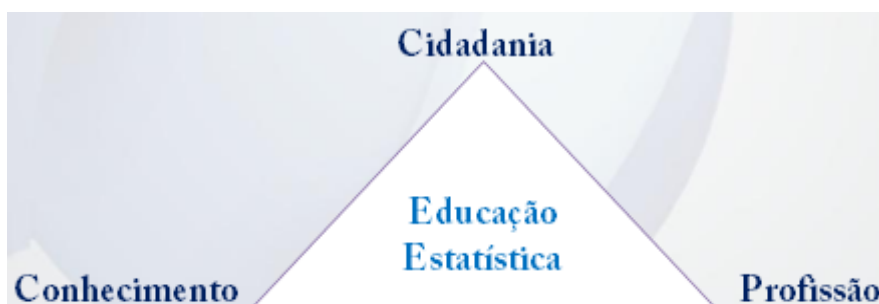 Cidadania
Educação
Estatística
Conhecimento
Profissão